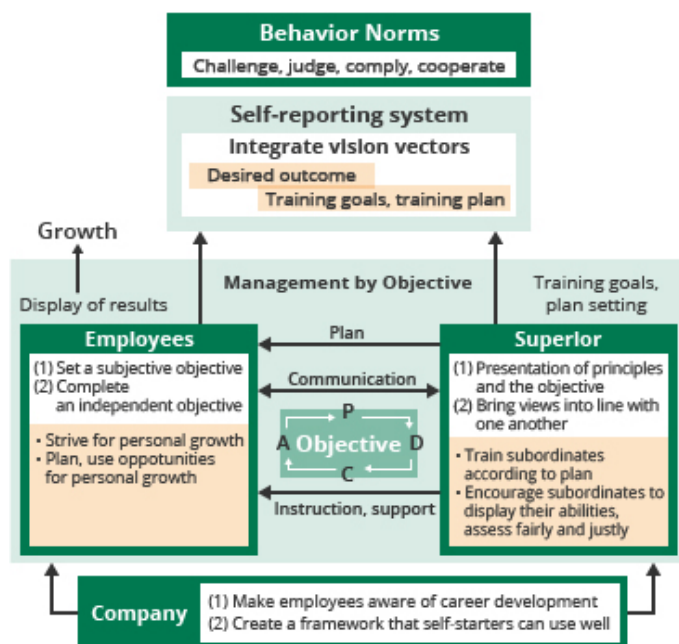 Behavior Norms
Challenge, judge, comply, cooperate
Self-reporting system
Integrate vision vectors
Desired outcome
Training goals, training plan
Growth
Management by Objective
Display of results
Training goals,
plan setting
Employees
(1) Set a subjective objective
(2) Complete
an independent objective
• Strive for personal growth
• Plan, use oppotunities
for personal growth
Plan
Communication
P
A Objective D
C
Instruction, support
Superior
(1) Presentation of principles
and the objective
(2) Bring views into line with
one another
• Train subordinates
according to plan
• Encourage subordinates to
display their abilities,
assess fairly and justly
Company
(1) Make employees aware of career development
(2) Create a framework that self-starters can use well